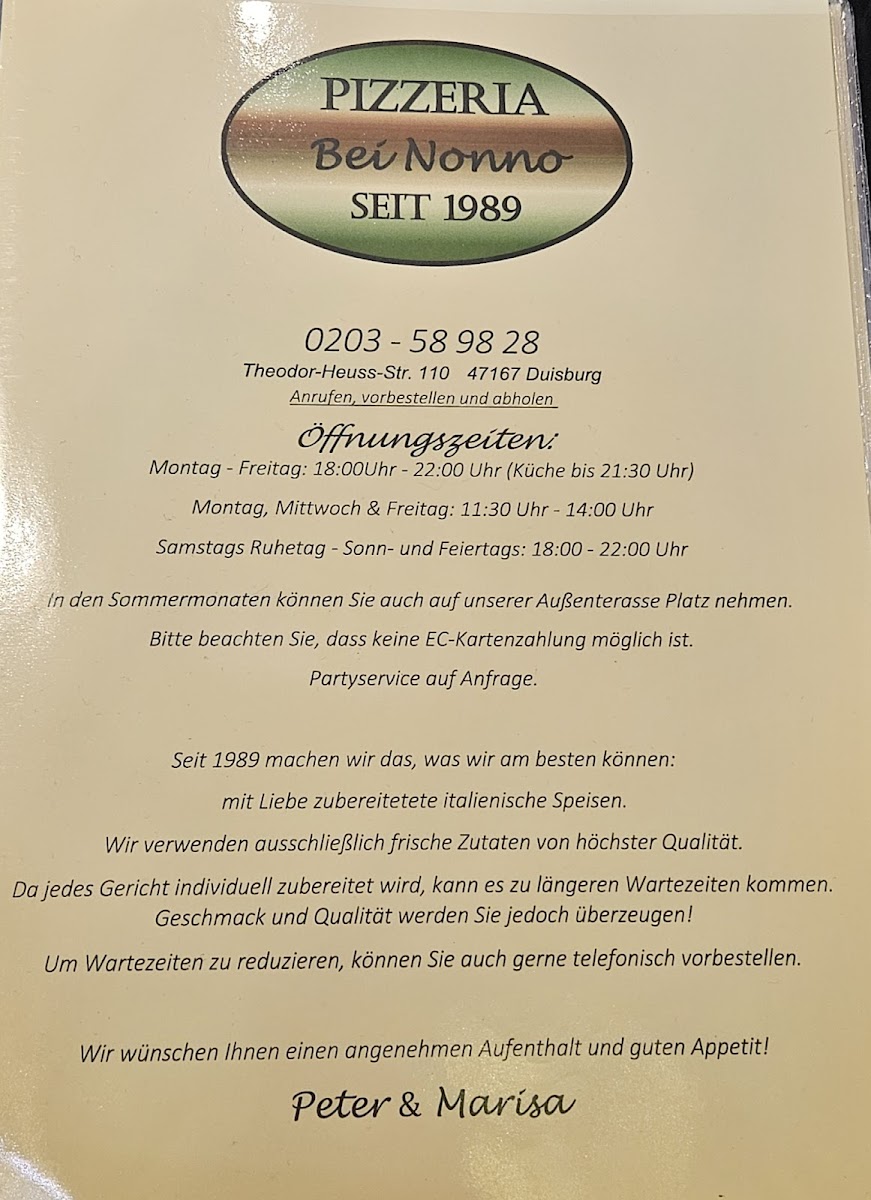 PIZZERIA
Bei Nonno
SEIT 1989
0203 - 58 98 28
Theodor-Heuss-Str. 110 47167 Duisburg
Anrufen, vorbestellen und abholen
Öffnungszeiten:
Montag - Freitag: 18:00Uhr - 22:00 Uhr (Küche bis 21:30 Uhr)
Montag, Mittwoch & Freitag: 11:30 Uhr - 14:00 Uhr
Samstags Ruhetag - Sonn- und Feiertags: 18:00 - 22:00 Uhr
In den Sommermonaten können Sie auch auf unserer Außenterasse Platz nehmen.
Bitte beachten Sie, dass keine EC-Kartenzahlung möglich ist.
Partyservice auf Anfrage.
Seit 1989 machen wir das, was wir am besten können:
mit Liebe zubereitetete italienische Speisen.
Wir verwenden ausschließlich frische Zutaten von höchster Qualität.
Da jedes Gericht individuell zubereitet wird, kann es zu längeren Wartezeiten kommen.
Geschmack und Qualität werden Sie jedoch überzeugen!
Um Wartezeiten zu reduzieren, können Sie auch gerne telefonisch vorbestellen.
Wir wünschen Ihnen einen angenehmen Aufenthalt und guten Appetit!
Peter & Marisa